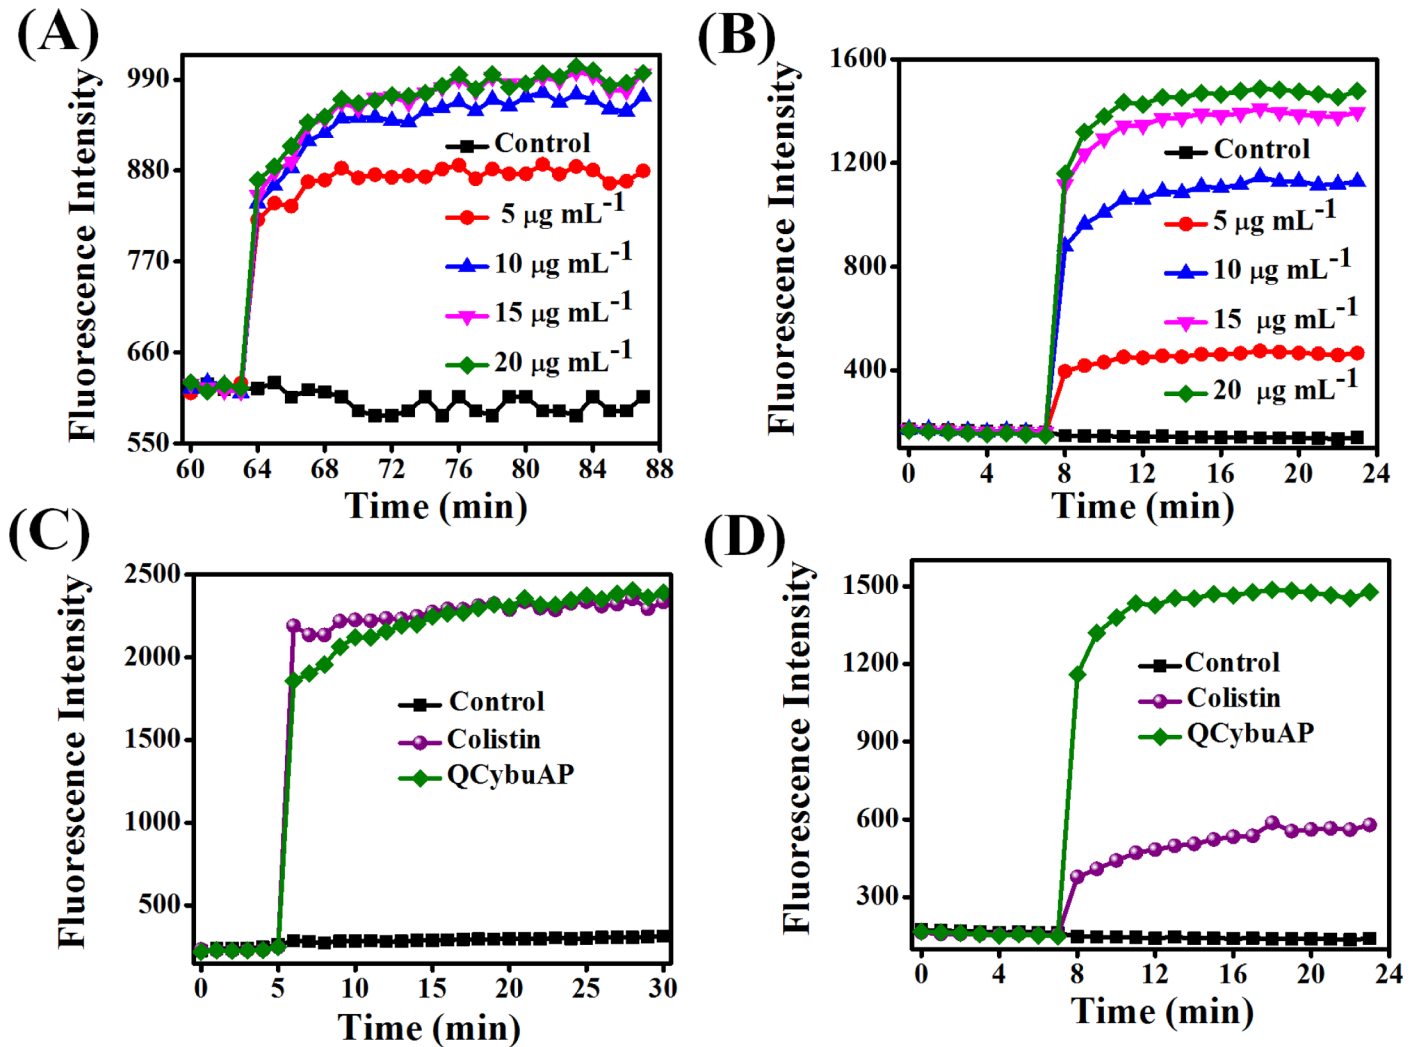 (A)
Fluorescence Intensity
990
880
770
660
550
60 64 68 72 76 80 84 88
Time (min)
Control
5 μg mL-1
10 μg mL-1
15 μg mL-1
20 μg mL-1
(B)
Fluorescence Intensity
1600
1200
800
400
0 4 8 12 16 20 24
Time (min)
Control
5 μg mL-1
10 μg mL-1
15 μg mL-1
20 μg mL-1
(C)
Fluorescence Intensity
2500
2000
1500
1000
500
0 5 10 15 20 25 30
Time (min)
Control
Colistin
QCybuAP
(D)
Fluorescence Intensity
1500
1200
900
600
300
0 4 8 12 16 20 24
Time (min)
Control
Colistin
QCybuAP